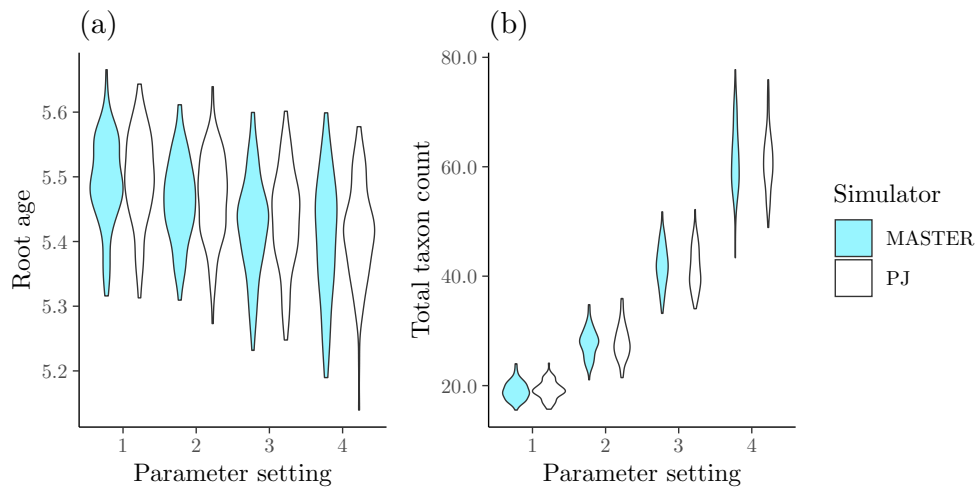 (a)
Root age
5.6
5.5
5.4
5.3
5.2
1 2 3 4
Parameter setting
(b)
Total taxon count
80.0
60.0
40.0
20.0
1 2 3 4
Parameter setting
Simulator
MASTER
PJ